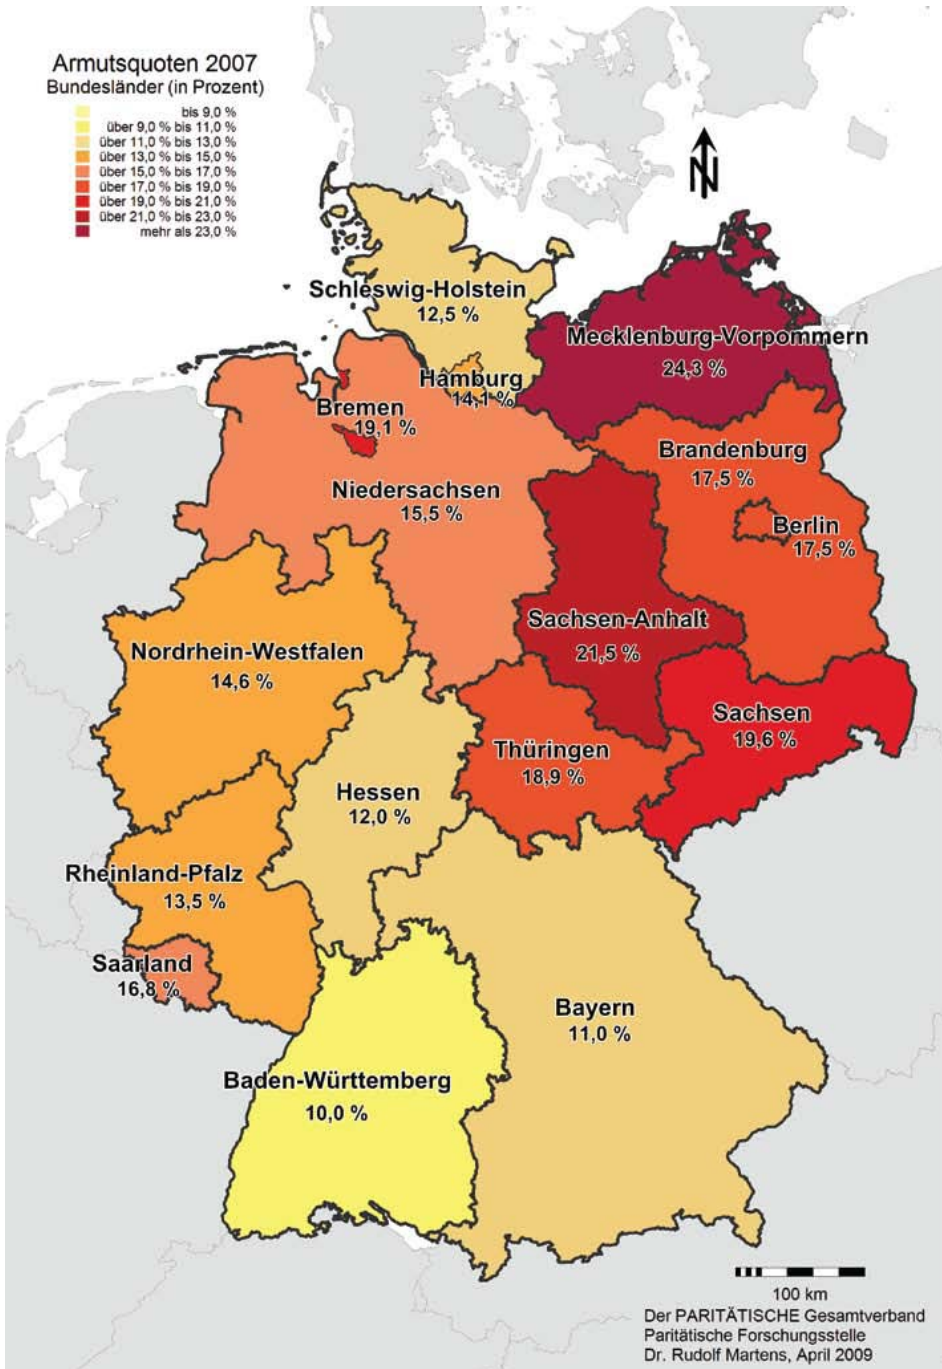 Armutsquoten 2007
Bundesländer (in Prozent)
bis 9,0 %
über 9,0 % bis 11,0 %
über 11,0 % bis 13,0 %
über 13,0 % bis 15,0 %
über 15,0 % bis 17,0 %
über 17,0 % bis 19,0 %
über 19,0 % bis 21,0 %
über 21,0 % bis 23,0 %
mehr als 23,0 %
N
Schleswig-Holstein
12,5 %
Mecklenburg-Vorpommern
24,3 %
Hamburg
14,1 %
Bremen
19,1 %
Brandenburg
17,5 %
Niedersachsen
15,5 %
Berlin
17,5 %
Sachsen-Anhalt
21,5 %
Nordrhein-Westfalen
14,6 %
Sachsen
19,6 %
Thüringen
18,9 %
Hessen
12,0 %
Rheinland-Pfalz
13,5 %
Saarland
16,8 %
Bayern
11,0 %
Baden-Württemberg
10,0 %
100 km
Der PARITÄTISCHE Gesamtverband
Paritätische Forschungsstelle
Dr. Rudolf Martens, April 2009